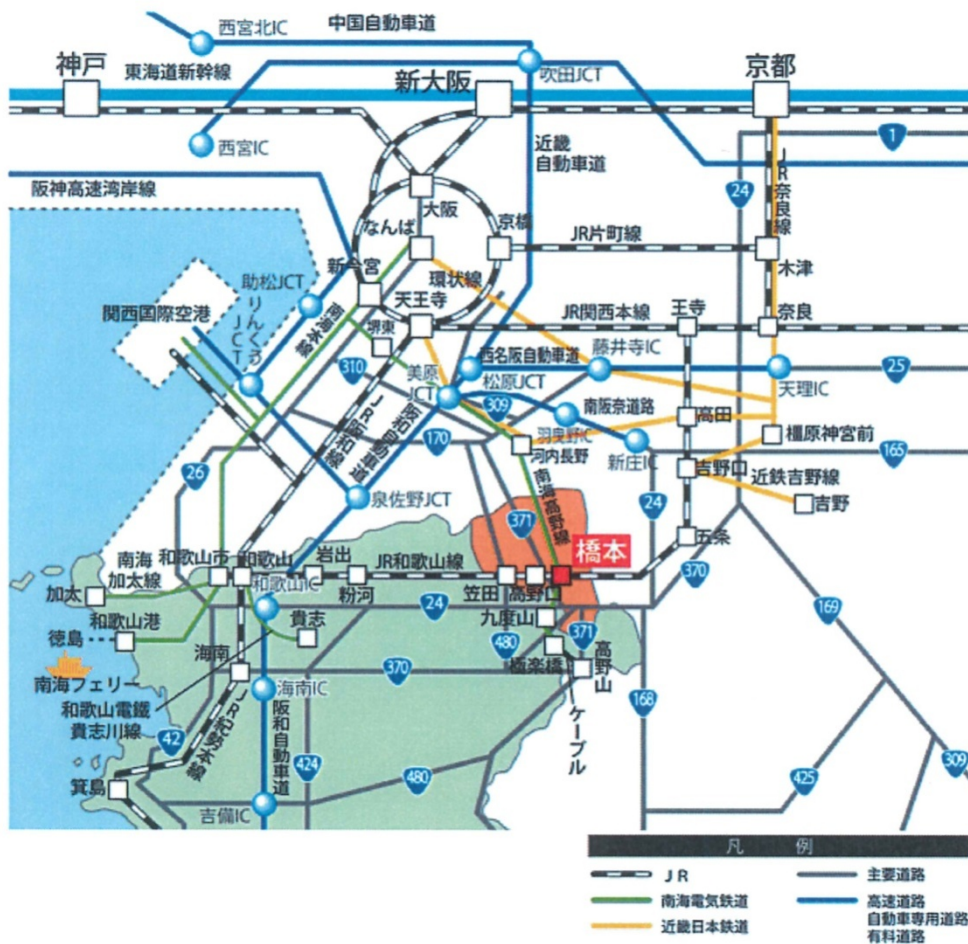 西宮北IC
中国自動車道
神戸
東海道新幹線
新大阪
吹田JCT
京都
西宮IC
近畿
自動車道
1
24
JR奈良線
阪神高速湾岸線
大阪
なんば
京橋
JR片町線
木津
新今宮
環状線
助松JCT
天王寺
王寺
関西国際空港
りんくうJCT
南海本線
堺東
JR関西本線
奈良
310
美原
JCT
西名阪自動車道
藤井寺IC
25
松原JCT
天理IC
309
南阪奈道路
高田
阪和自動車道
JR阪和線
170
羽曳野IC
河内長野
新庄IC
橿原神宮前
165
26
吉野口
近鉄吉野線
泉佐野JCT
南海高野線
371
24
吉野
橋本
五条
370
南海
加太線
和歌山市
和歌山
岩出
JR和歌山線
和歌山IC
粉河
笠田
高野口
加太
24
九度山
169
和歌山港
貴志
371
徳島
480
海南
370
極楽橋
高野山
南海フェリー
海南IC
168
和歌山電鐵
貴志川線
ケーブル
JR紀勢本線
阪和自動車道
42
424
309
箕島
480
425
吉備IC
凡 例
JR
主要道路
南海電気鉄道
高速道路
自動車専用道路
有料道路
近畿日本鉄道